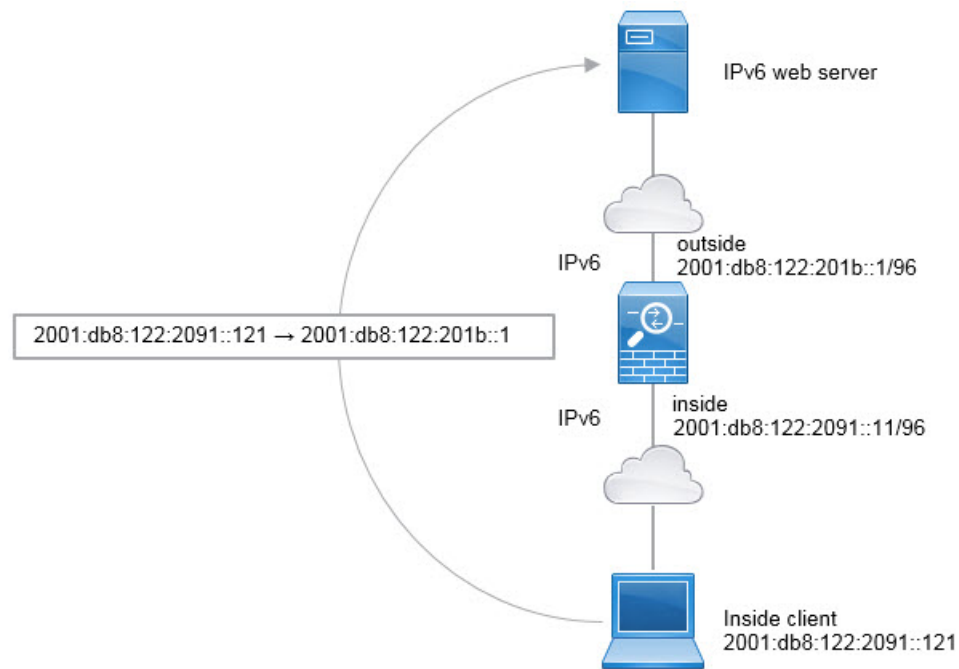 IPv6 web server
outside
IPv6
2001:db8:122:201b::1/96
2001:db8:122:2091::121 → 2001:db8:122:201b::1
inside
IPv6
2001:db8:122:2091::11/96
Inside client
2001:db8:122:2091::121